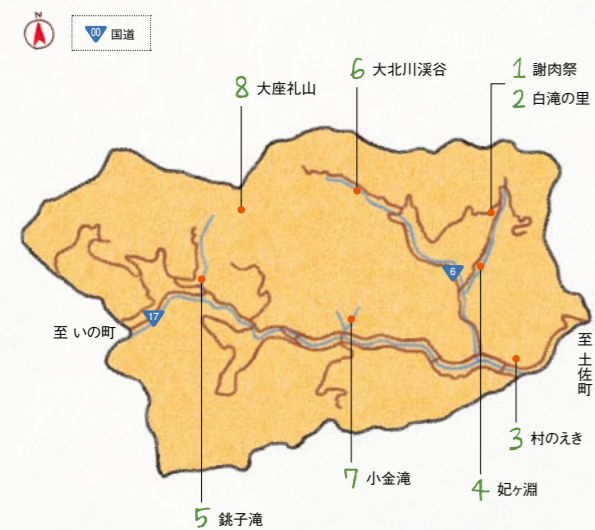 N
00 国道
8 大座礼山
6 大北川渓谷
1 謝肉祭
2 白滝の里
6
17
至 いの町
至 土佐町
3 村のえき
7 小金滝
4 妃ヶ淵
5 銚子滝